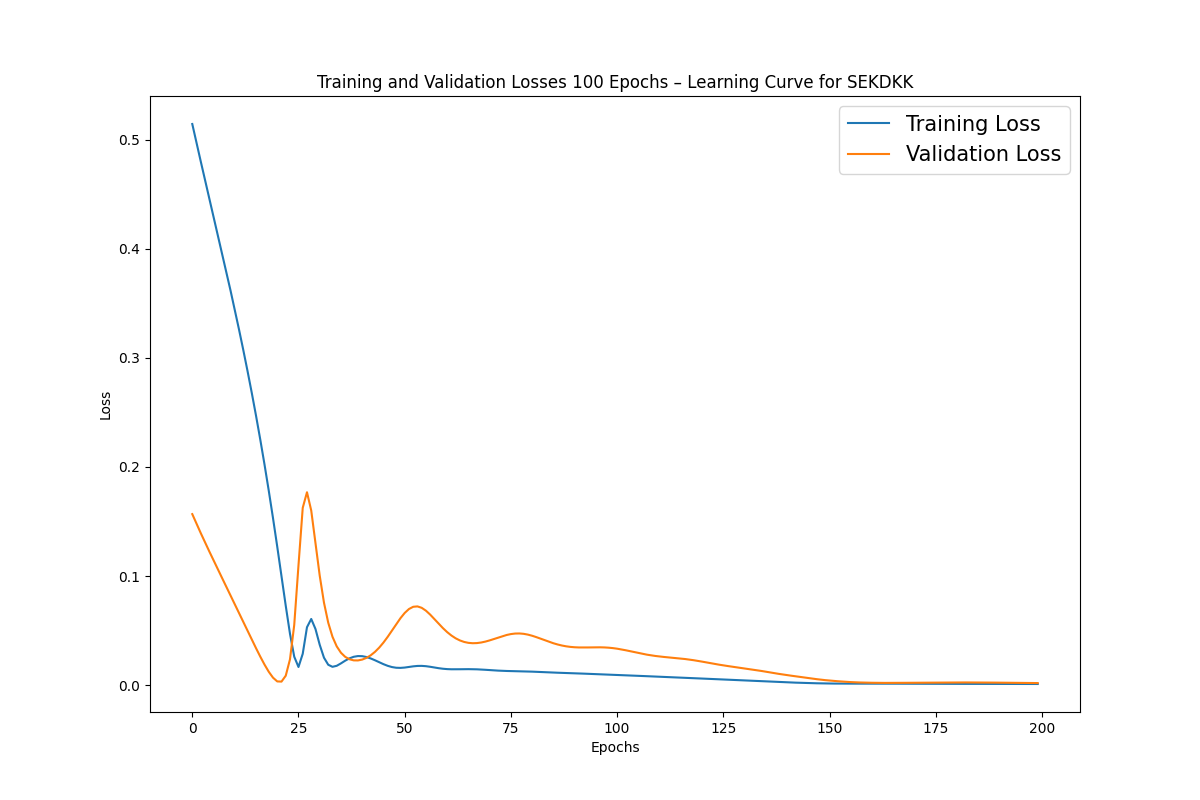 Training and Validation Losses 100 Epochs – Learning Curve for SEKDKK
Training Loss
Validation Loss
0.5
0.4
0.3
0.2
0.1
0.0
Loss
0 25 50 75 100 125 150 175 200
Epochs